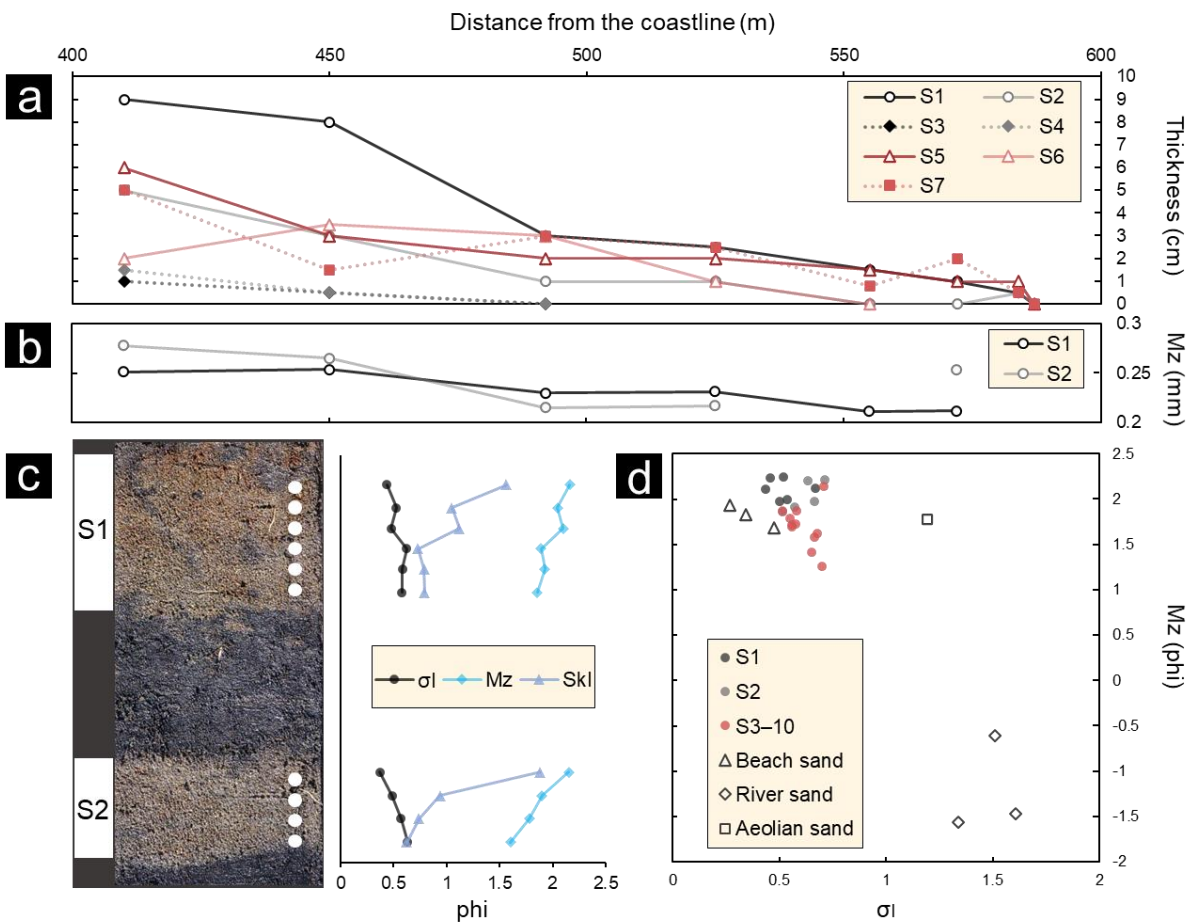 Distance from the coastline (m)
400 450 500 550 600
a
S1 S2
S3 S4
S5 S6
S7
10
9
8
7
6
5
4
3
2
1
0
Thickness (cm)
b
S1
S2
0.3
0.25
0.2
Mz (mm)
c
S1
S2
σI Mz SkI
0 0.5 1 1.5 2 2.5
phi
d
S1
S2
S3–10
Beach sand
River sand
Aeolian sand
2.5
2
1.5
1
0.5
0
-0.5
-1
-1.5
-2
Mz (phi)
0 0.5 1 1.5 2
σI